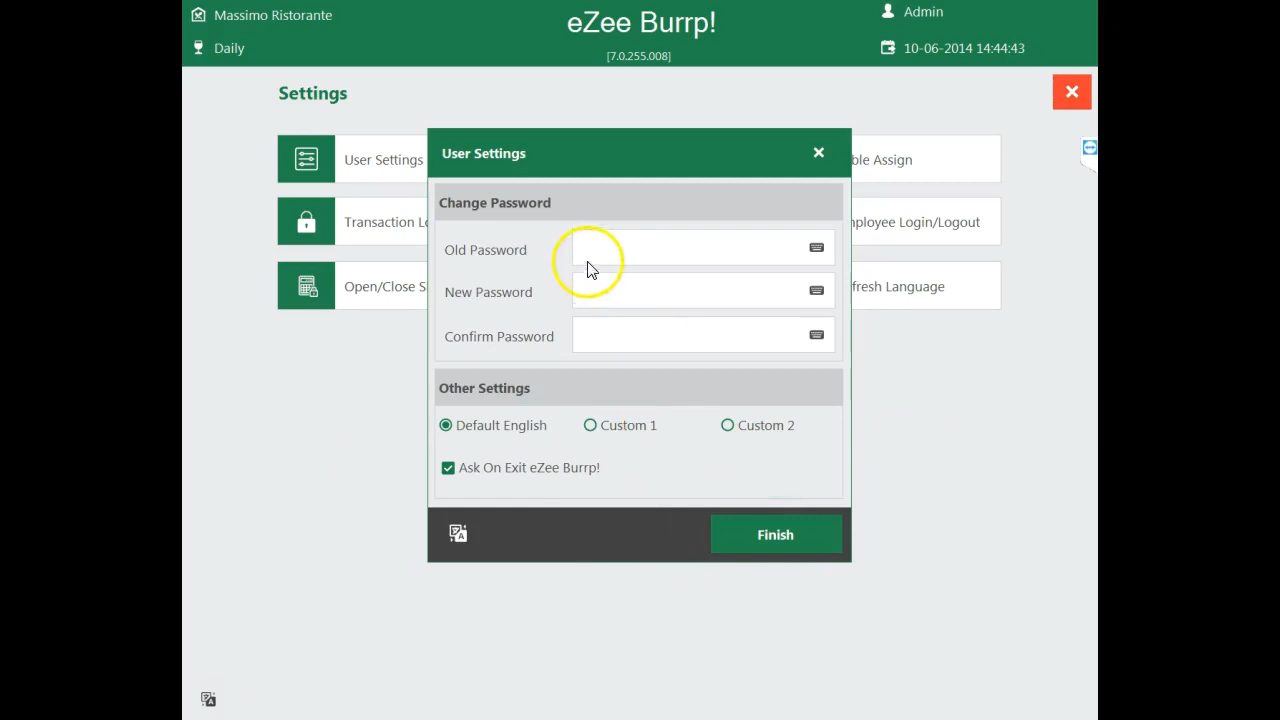 Massimo Ristorante
eZee Burrp!
Admin
Daily
[7.0.255.008]
10-06-2014 14:44:43
Settings
User Settings
ble Assign
User Settings
Change Password
Transaction Lo
ployee Login/Logout
Old Password
New Password
Open/Close S
fresh Language
Confirm Password
Other Settings
Default English
Custom 1
Custom 2
Ask On Exit eZee Burrp!
Finish